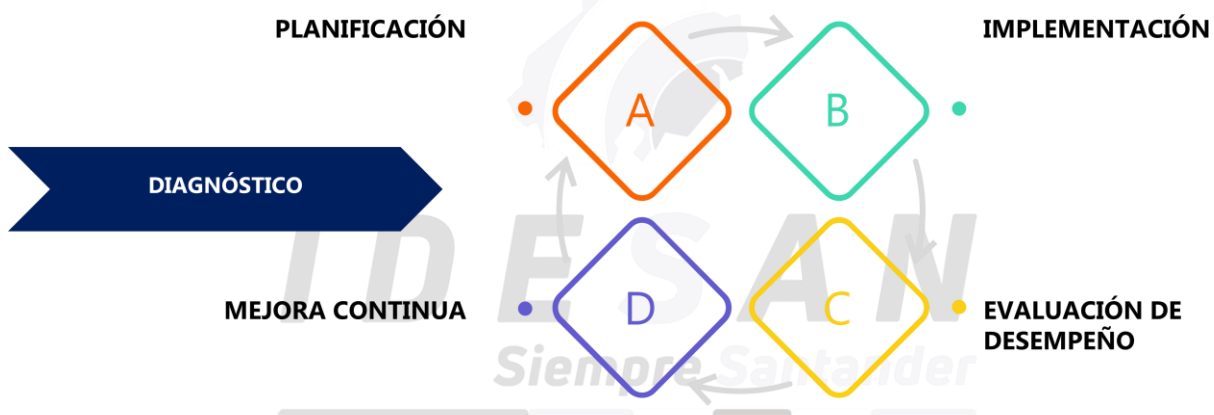 PLANIFICACIÓN
IMPLEMENTACIÓN
A
B
DIAGNÓSTICO
IDESAN
MEJORA CONTINUA
D
C
EVALUACIÓN DE
DESEMPEÑO
Siempre Santander